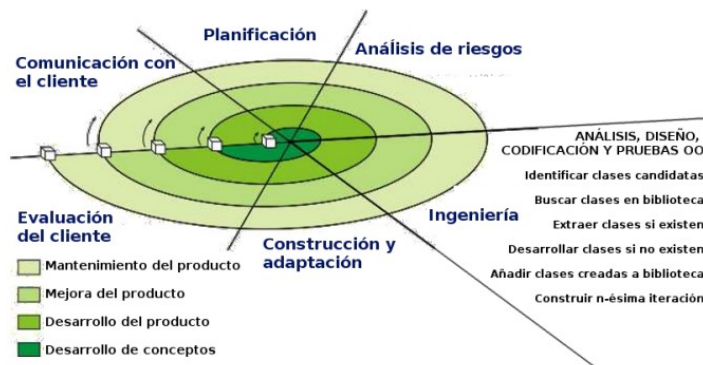 Planificación
Análisis de riesgos
Comunicación con
el cliente
ANÁLISIS, DISEÑO,
CODIFICACIÓN Y PRUEBAS OO
Identificar clases candidatas
Buscar clases en biblioteca
Extraer clases si existen
Desarrollar clases si no existen
Añadir clases creadas a biblioteca
Construir n-ésima iteración
Ingeniería
Construcción y
adaptación
Evaluación
del cliente
Mantenimiento del producto
Mejora del producto
Desarrollo del producto
Desarrollo de conceptos